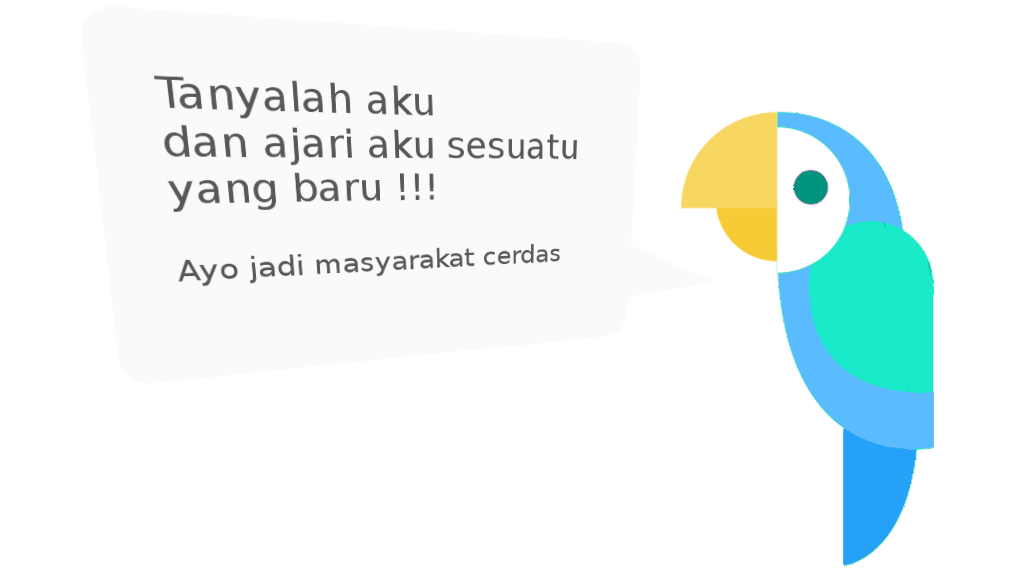 Tanyalah aku
dan ajari aku sesuatu
yang baru !!!
Ayo jadi masyarakat cerdas